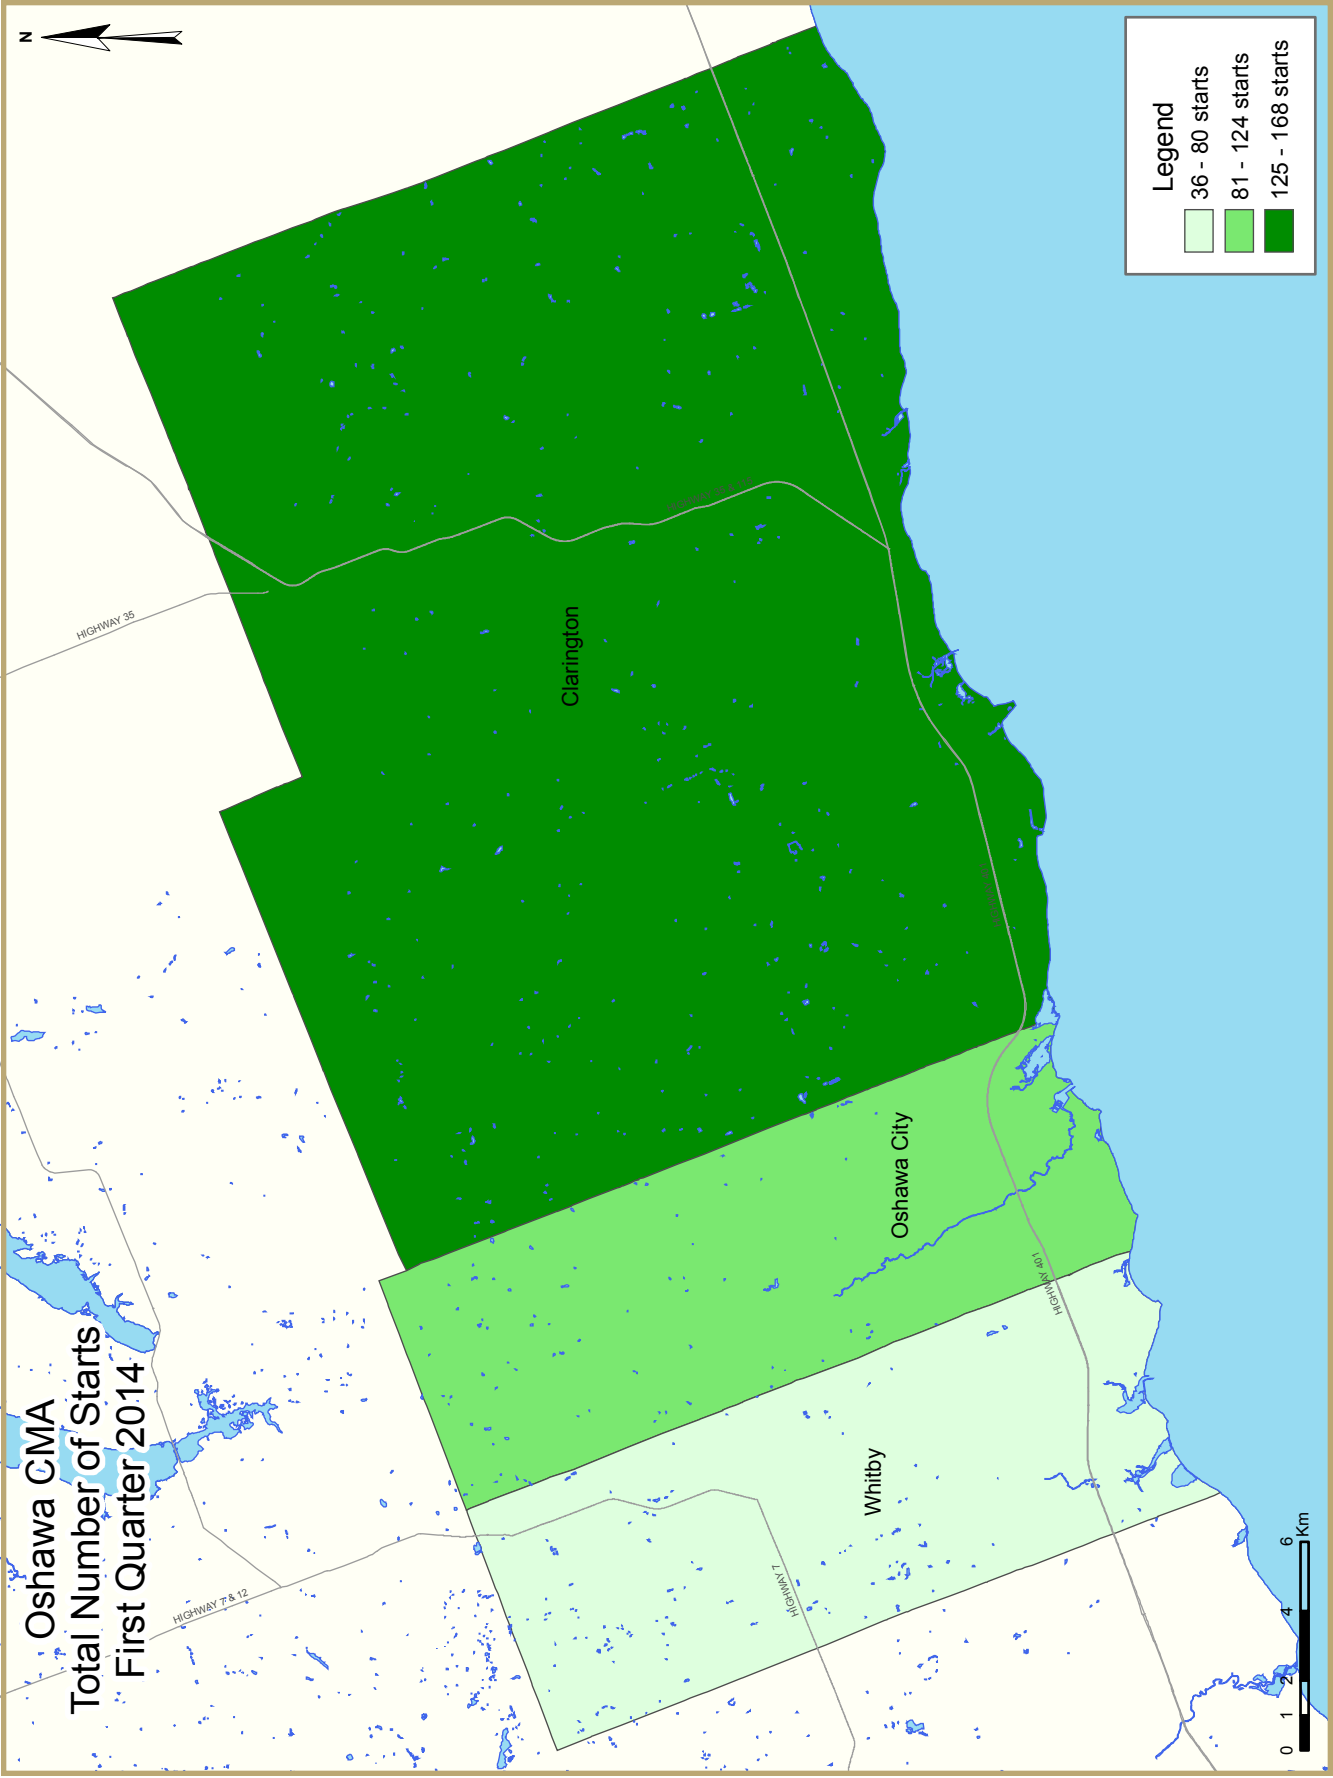 Oshawa CMA
Total Number of Starts
First Quarter 2014
N
HIGHWAY 35
HIGHWAY 7 & 12
HIGHWAY 7
HIGHWAY 401
Clarington
Oshawa City
Whitby
Legend
36 - 80 starts
81 - 124 starts
125 - 168 starts
0 1 2 4 6
Km